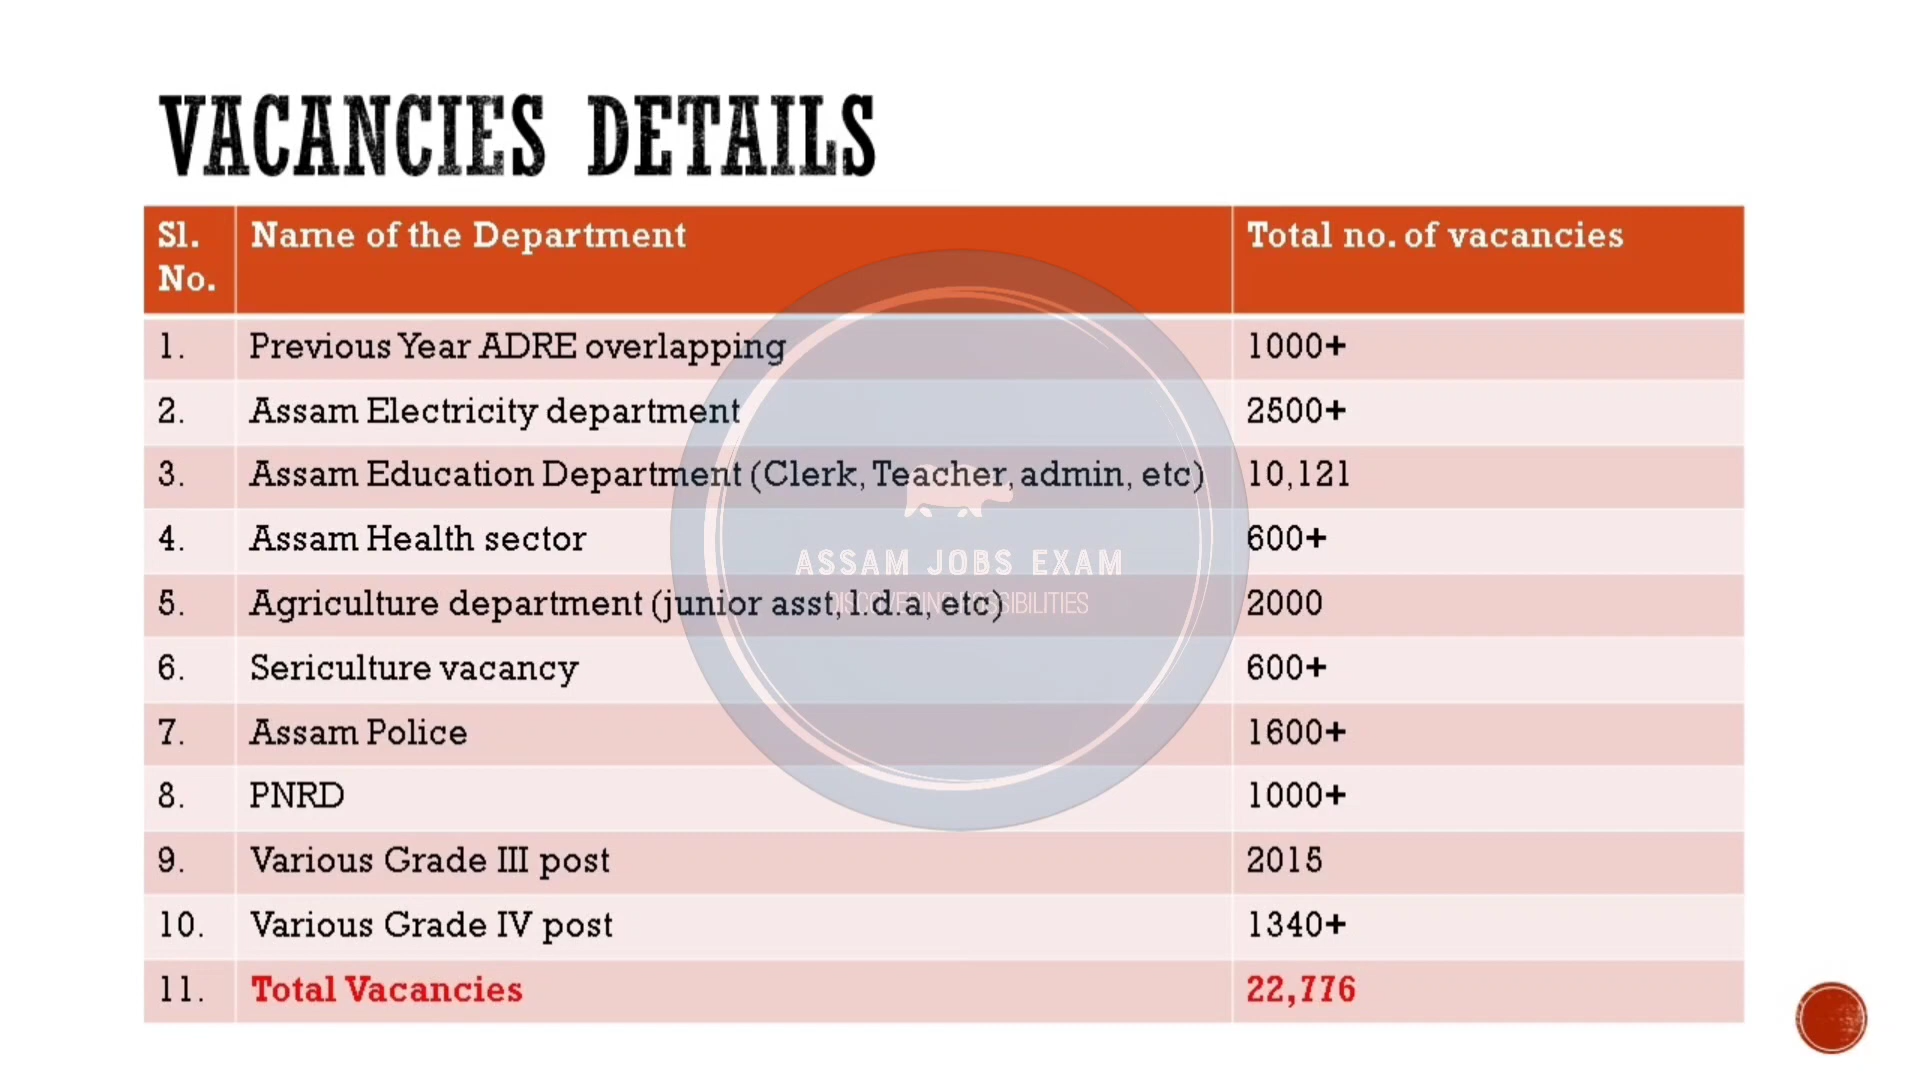 VACANCIES DETAILS
Sl. No. Name of the Department Total no. of vacancies
1. Previous Year ADRE overlapping 1000+
2. Assam Electricity department 2500+
3. Assam Education Department (Clerk, Teacher, admin, etc) 10,121
4. Assam Health sector 600+
ASSAM JOBS EXAM
5. Agriculture department (junior asst, l.d.a, etc) 2000
DISCOVERING POSSIBILITIES
6. Sericulture vacancy 600+
7. Assam Police 1600+
8. PNRD 1000+
9. Various Grade III post 2015
10. Various Grade IV post 1340+
11. Total Vacancies 22,776